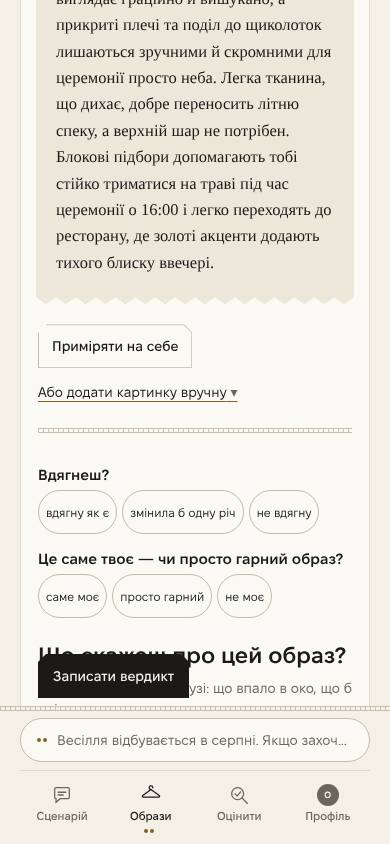 виглядає граційно й вишукано, а
прикриті плечі та поділ до щиколоток
лишаються зручними й скромними для
церемонії просто неба. Легка тканина,
що дихає, добре переносить літню
спеку, а верхній шар не потрібен.
Блокові підбори допомагають тобі
стійко триматися на траві під час
церемонії о 16:00 і легко переходять до
ресторану, де золоті акценти додають
тихого блиску ввечері.
Приміряти на себе
Або додати картинку вручну ▾
Вдягнеш?
вдягну як є
змінила б одну річ
не вдягну
Це саме твоє — чи просто гарний образ?
саме моє
просто гарний
не моє
Що скажеш про цей образ?
Записати вердикт
узі: що впало в око, що б
Весілля відбувається в серпні. Якщо захоч...
Сценарій
Образи
Оцінити
О
Профіль